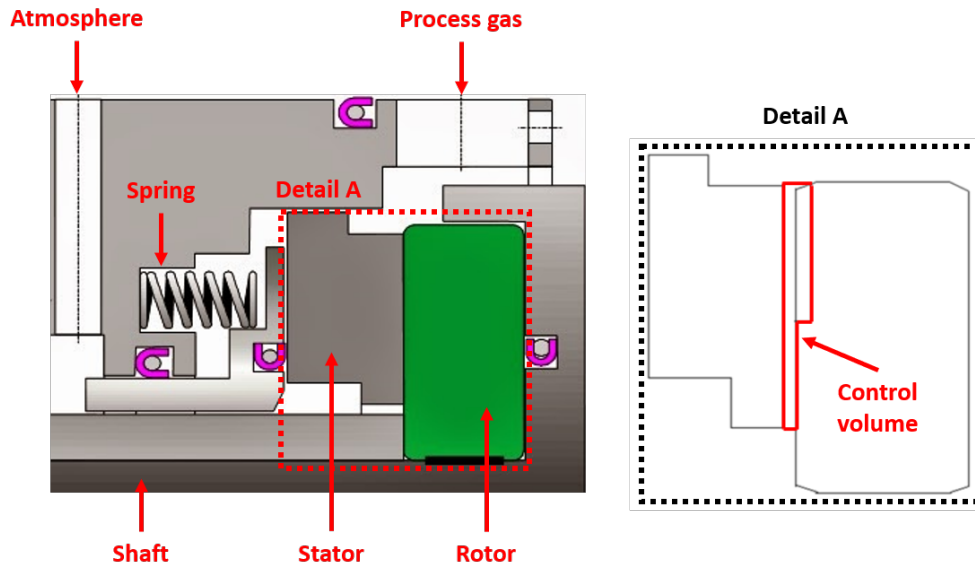 Atmosphere
Process gas
Detail A
Spring
Detail A
Control
volume
Shaft
Stator
Rotor